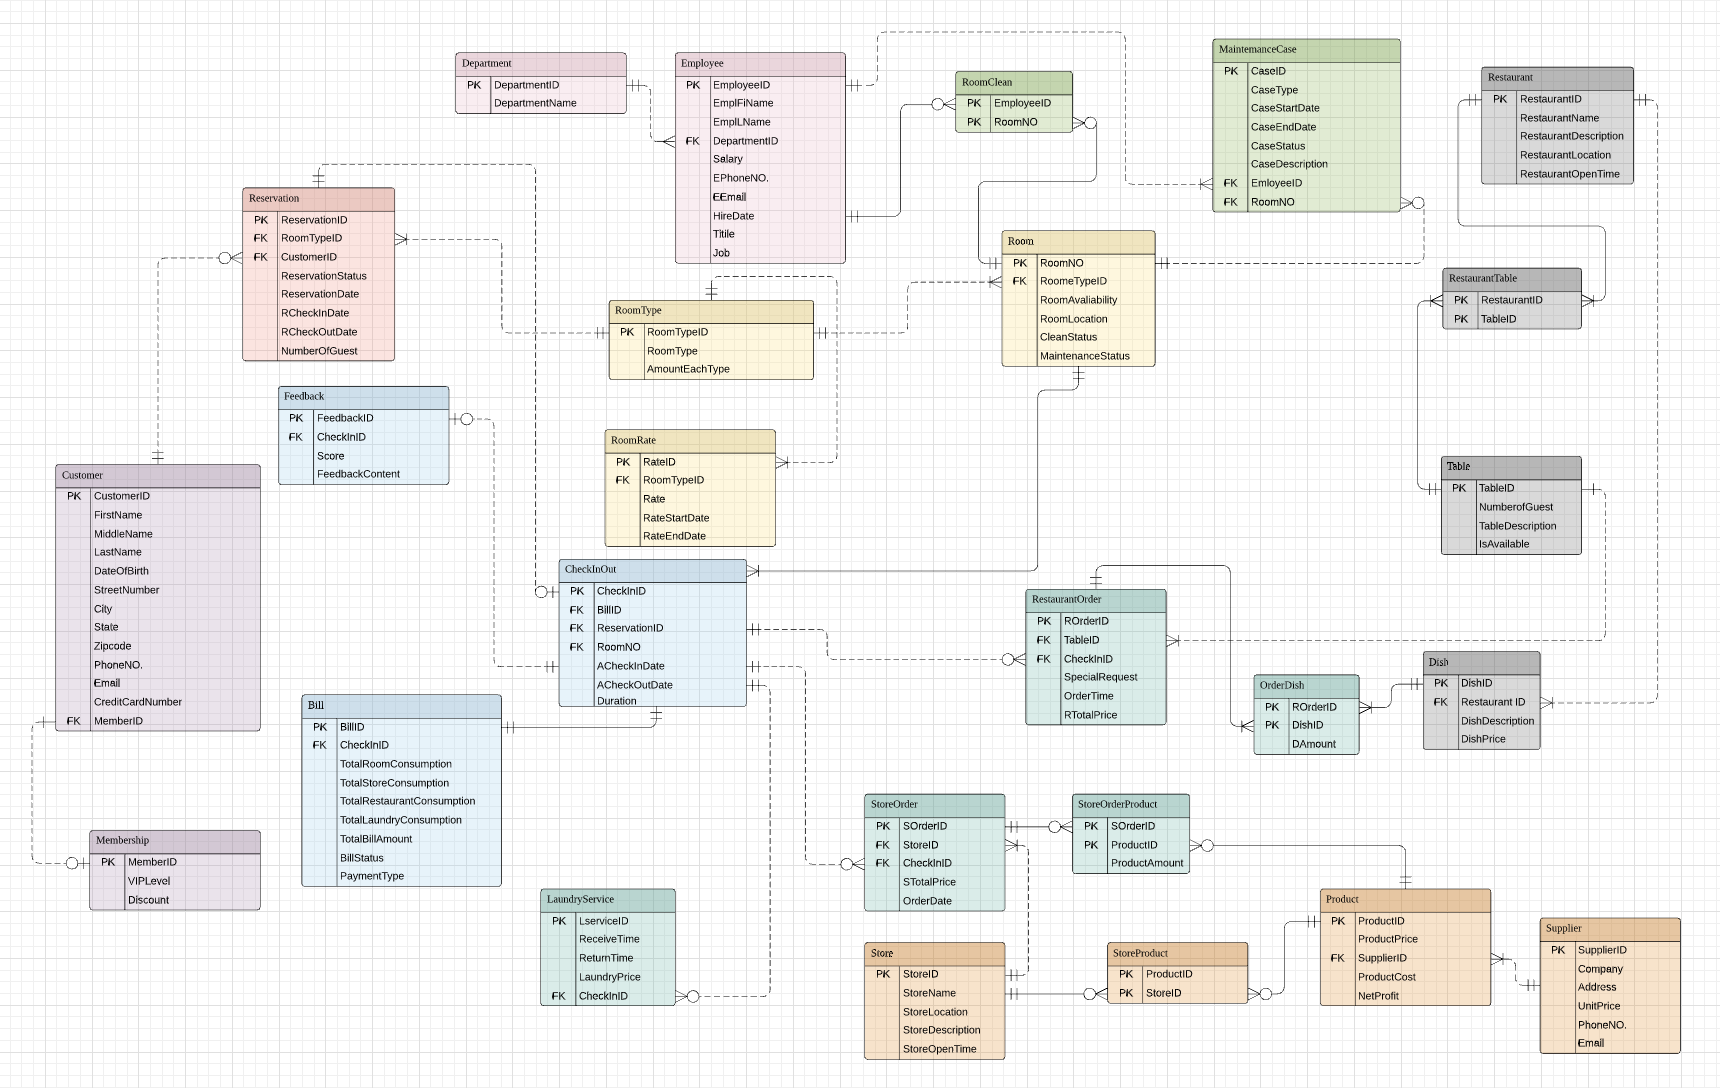 Department
PK DepartmentID
DepartmentName
Employee
PK EmployeeID
EmplFiName
EmplLName
FK DepartmentID
Salary
EPhoneNO.
EEmail
HireDate
Titile
Job
RoomClean
PK EmployeeID
PK RoomNO
MaintenanceCase
PK CaseID
CaseType
CaseStartDate
CaseEndDate
CaseStatus
CaseDescription
FK EmloyeeID
FK RoomNO
Restaurant
PK RestaurantID
RestaurantName
RestaurantDescription
RestaurantLocation
RestaurantOpenTime
Reservation
PK ReservationID
FK RoomTypeID
FK CustomerID
ReservationStatus
ReservationDate
RCheckInDate
RCheckOutDate
NumberOfGuest
RoomType
PK RoomTypeID
RoomType
AmountEachType
Room
PK RoomNO
FK RoomeTypeID
RoomAvaliability
RoomLocation
CleanStatus
MaintenanceStatus
RestaurantTable
PK RestaurantID
PK TableID
Feedback
PK FeedbackID
FK CheckInID
Score
FeedbackContent
RoomRate
PK RateID
FK RoomTypeID
Rate
RateStartDate
RateEndDate
Table
PK TableID
NumberofGuest
TableDescription
IsAvailable
Customer
PK CustomerID
FirstName
MiddleName
LastName
DateOfBirth
StreetNumber
City
State
Zipcode
PhoneNO.
Email
CreditCardNumber
FK MemberID
CheckInOut
PK CheckInID
FK BillID
FK ReservationID
FK RoomNO
ACheckInDate
ACheckOutDate
Duration
RestaurantOrder
PK ROrderID
FK TableID
FK CheckInID
SpecialRequest
OrderTime
RTotalPrice
OrderDish
PK ROrderID
PK DishID
DAmount
Dish
PK DishID
FK Restaurant ID
DishDescription
DishPrice
Bill
PK BillID
FK CheckInID
TotalRoomConsumption
TotalStoreConsumption
TotalRestaurantConsumption
TotalLaundryConsumption
TotalBillAmount
BillStatus
PaymentType
Membership
PK MemberID
VIPLevel
Discount
LaundryService
PK LserviceID
ReceiveTime
ReturnTime
LaundryPrice
FK CheckInID
StoreOrder
PK SOrderID
FK StoreID
FK CheckInID
STotalPrice
OrderDate
StoreOrderProduct
PK SOrderID
PK ProductID
ProductAmount
Store
PK StoreID
StoreName
StoreLocation
StoreDescription
StoreOpenTime
StoreProduct
PK ProductID
PK StoreID
Product
PK ProductID
ProductPrice
FK SupplierID
ProductCost
NetProfit
Supplier
PK SupplierID
Company
Address
UnitPrice
PhoneNO.
Email